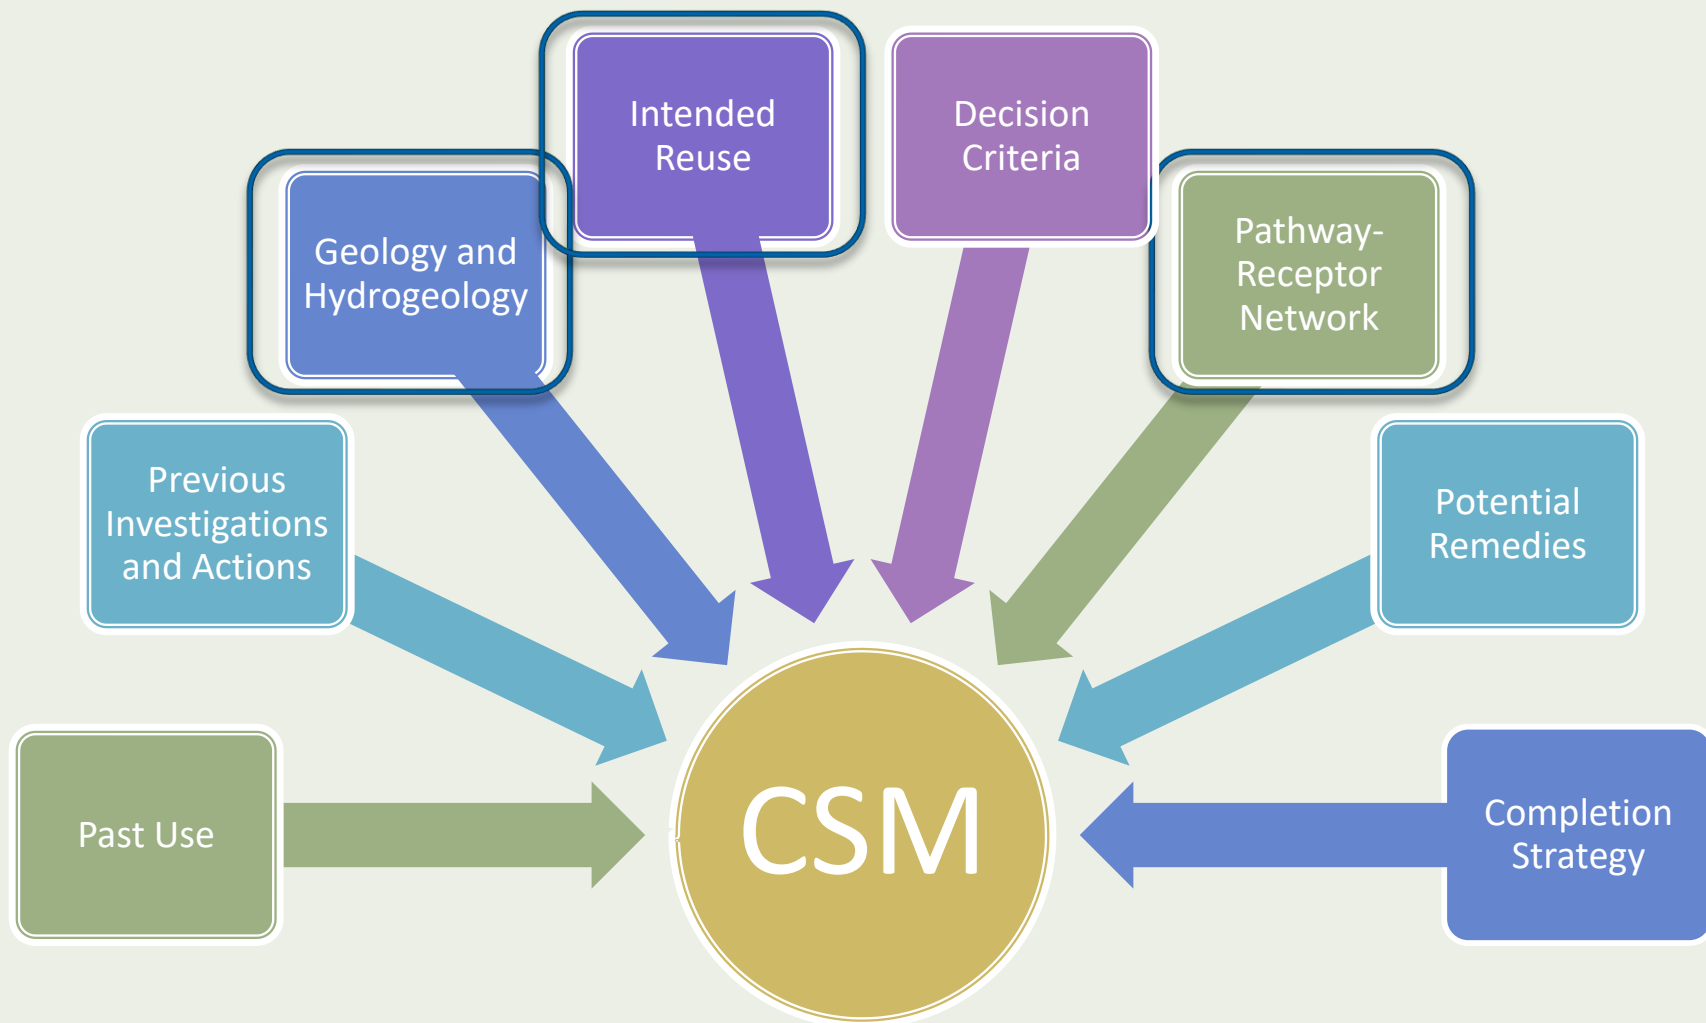 Intended
Reuse
Decision
Criteria
Geology and
Hydrogeology
Pathway-
Receptor
Network
Previous
Investigations
and Actions
Potential
Remedies
Past Use
CSM
Completion
Strategy